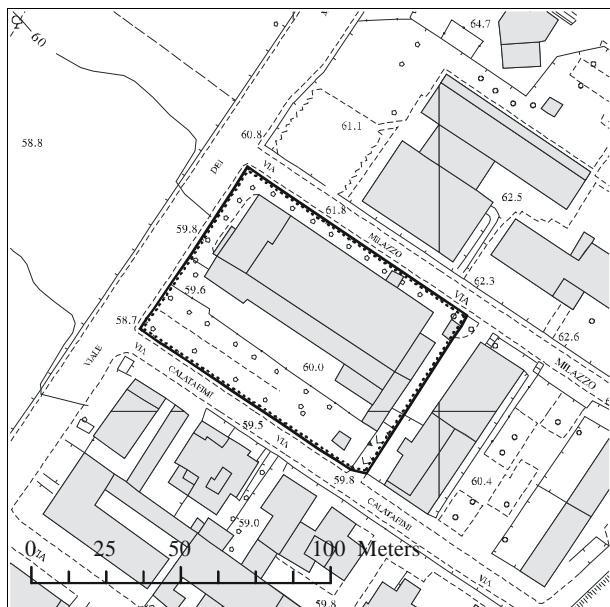 60
64.7
58.8
60.8
61.1
DEI
VIA
61.8
62.5
59.8
MILAZZO
59.6
62.3
VIA
58.7
62.6
VIALE
VIA
60.0
MILAZZO
CALATAFIMI
59.5
VIA
59.8
60.4
CALATAFIMI
59.0
VIA
0 25 50 100 Meters
VIA
59.8